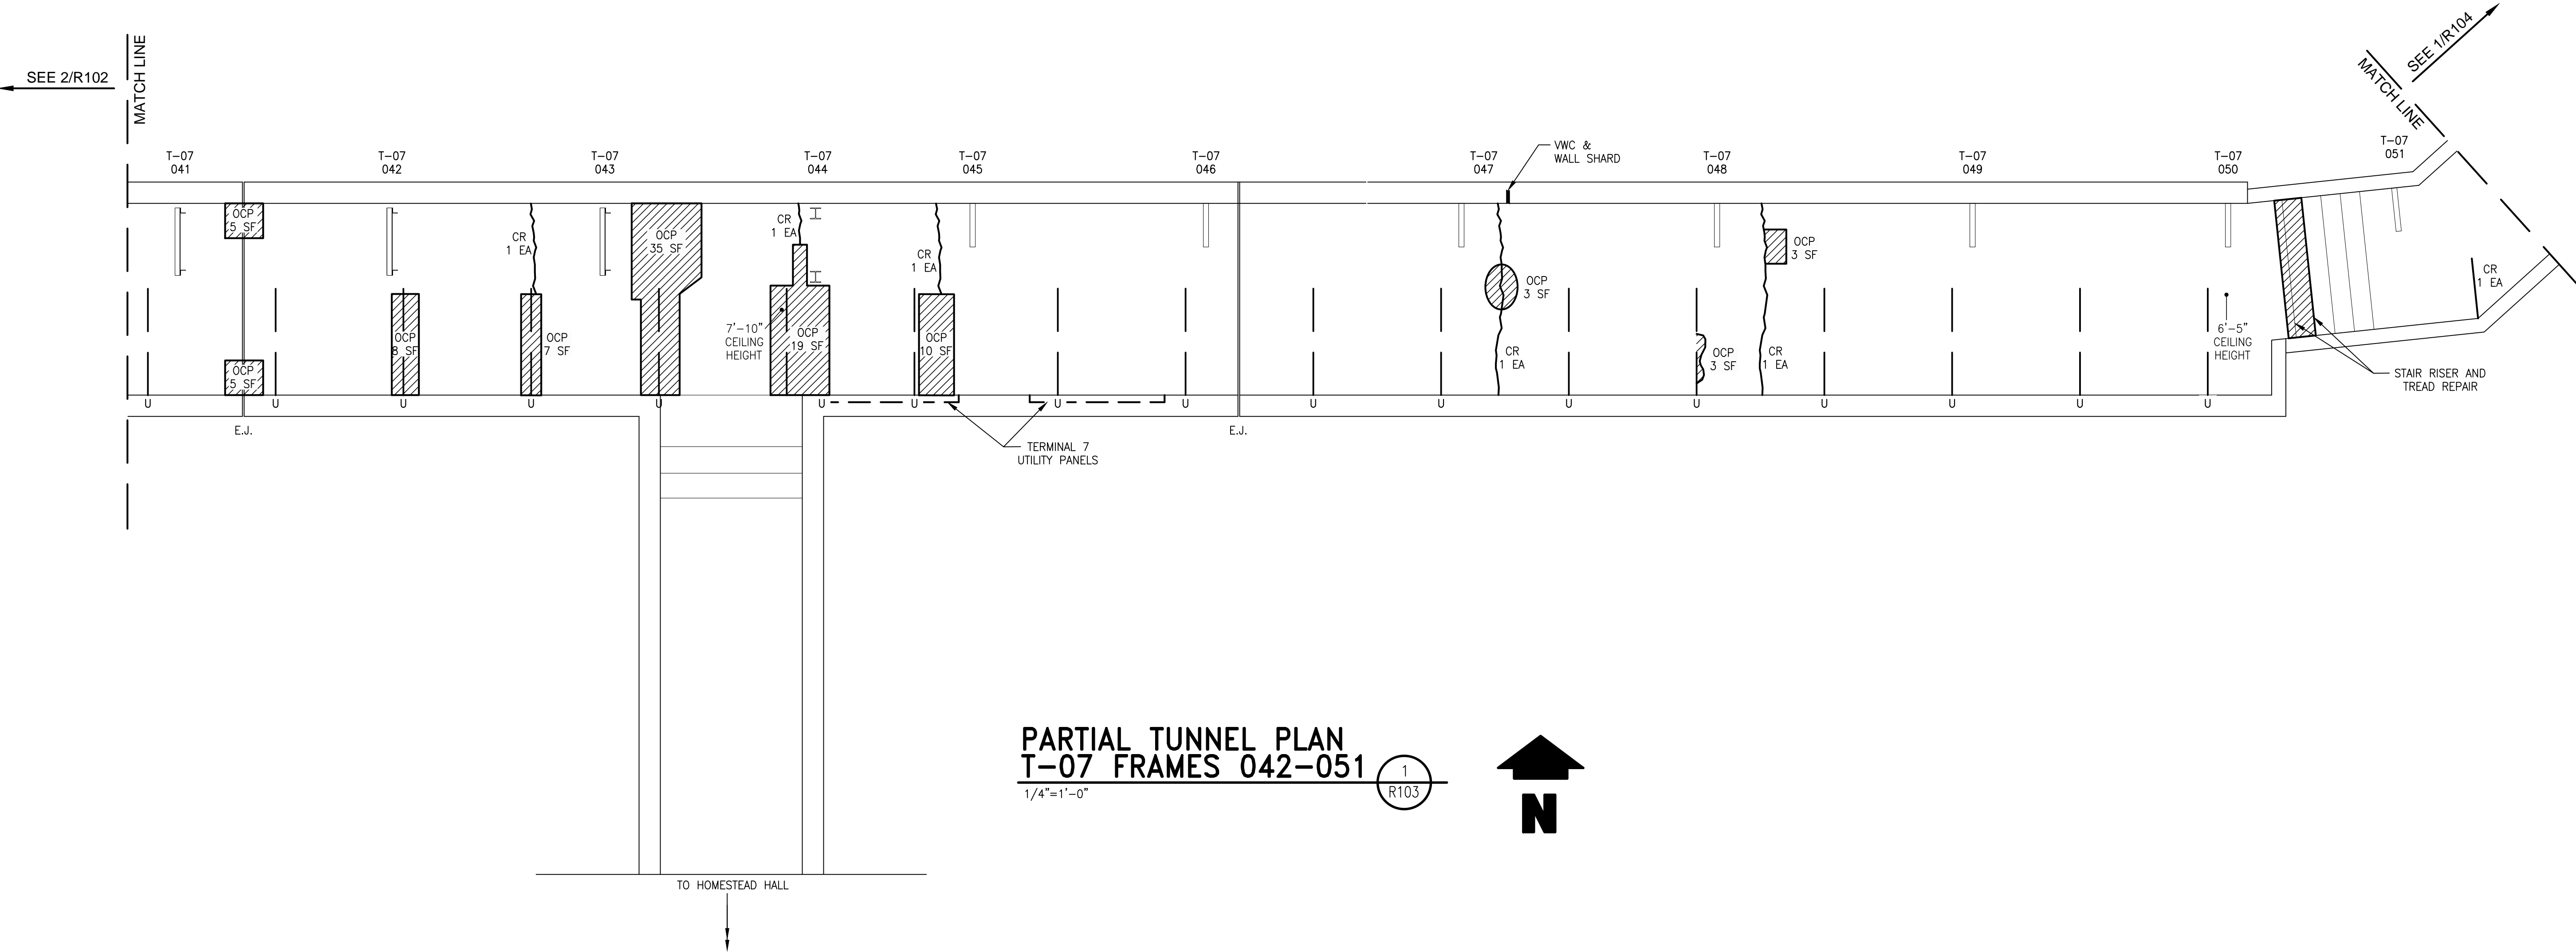 SEE 2/R102
MATCH LINE
SEE 1/R104
MATCH LINE
T-07
041
T-07
042
T-07
043
T-07
044
T-07
045
T-07
046
T-07
047
VWC &
WALL SHARD
T-07
048
T-07
049
T-07
050
T-07
051
OCP
5 SF
CR
1 EA
OCP
35 SF
CR
1 EA
CR
1 EA
OCP
3 SF
OCP
3 SF
CR
1 EA
OCP
5 SF
OCP
8 SF
OCP
7 SF
7'-10"
CEILING
HEIGHT
OCP
19 SF
OCP
10 SF
CR
1 EA
OCP
3 SF
CR
1 EA
6'-5"
CEILING
HEIGHT
STAIR RISER AND
TREAD REPAIR
U U U U U U U U U U U U U U U U U
E.J.
E.J.
TERMINAL 7
UTILITY PANELS
PARTIAL TUNNEL PLAN
T-07 FRAMES 042-051
1/4"=1'-0"
1
R103
N
TO HOMESTEAD HALL